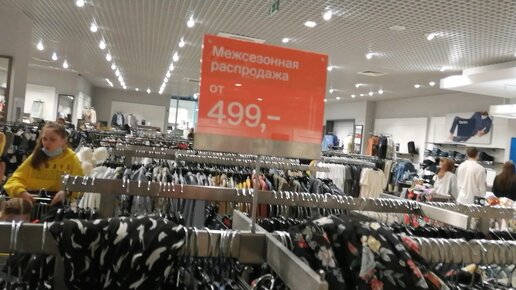 Межсезонная
распродажа
от
499,-